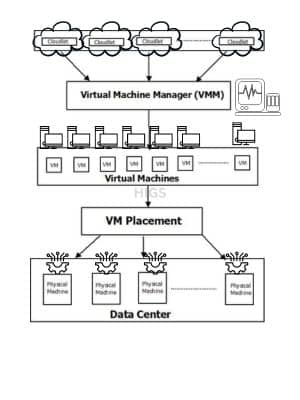 Cloudlet Cloudlet Cloudlet Cloudlet
Virtual Machine Manager (VMM)
VM VM VM VM VM VM VM
Virtual Machines
HIGS
VM Placement
Physical Machine Physical Machine Physical Machine Physical Machine
Data Center